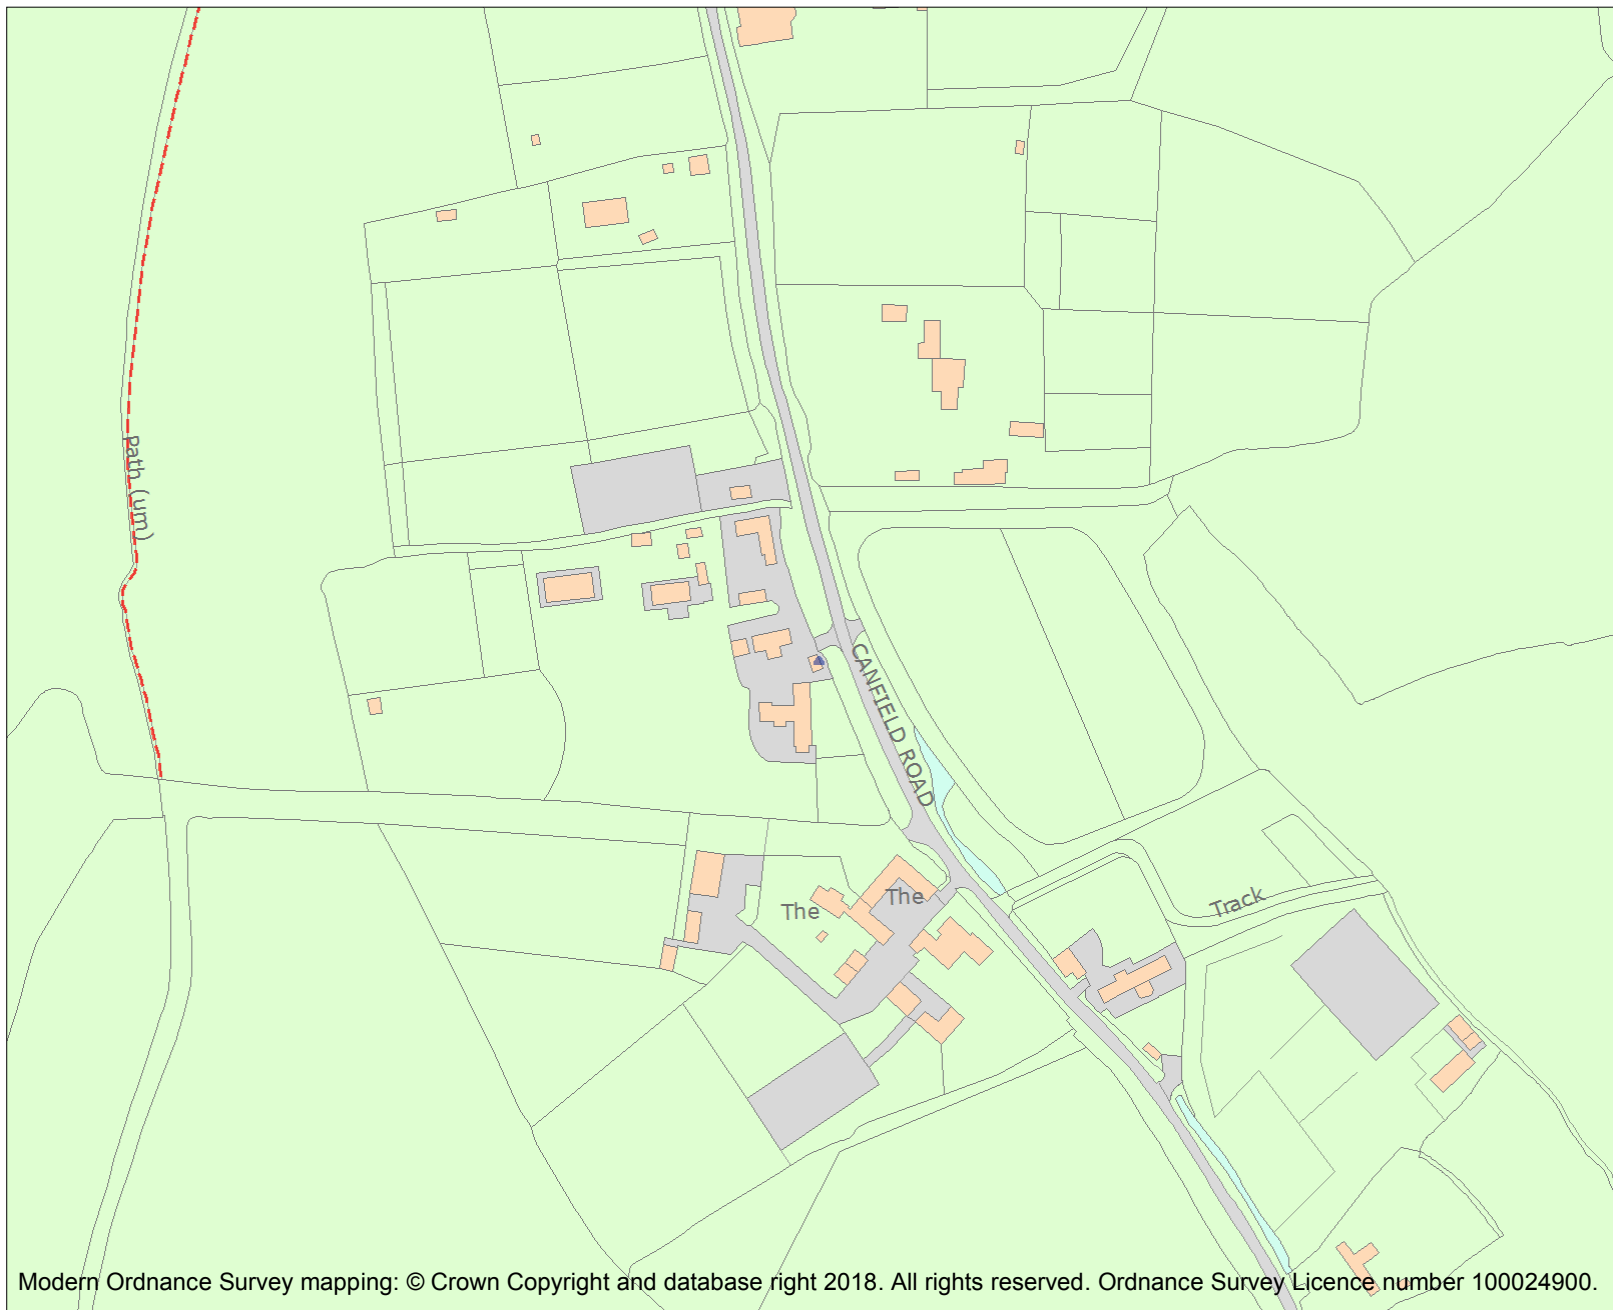 Path (um)
CANFIELD ROAD
The
The
Track
Modern Ordnance Survey mapping: © Crown Copyright and database right 2018. All rights reserved. Ordnance Survey Licence number 100024900.